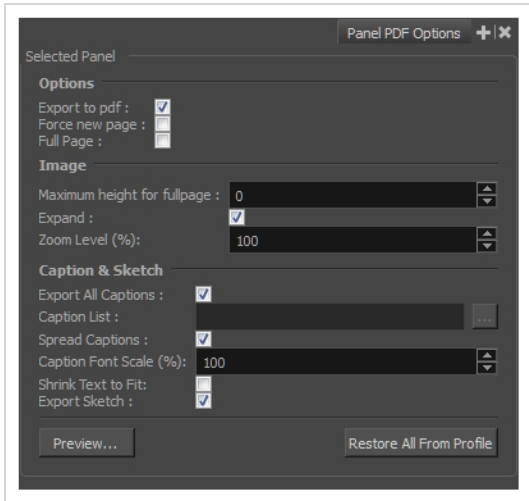 Panel PDF Options
Selected Panel
Options
Export to pdf :
Force new page :
Full Page :
Image
Maximum height for fullpage : 0
Expand :
Zoom Level (%): 100
Caption & Sketch
Export All Captions :
Caption List : ...
Spread Captions :
Caption Font Scale (%): 100
Shrink Text to Fit:
Export Sketch :
Preview... Restore All From Profile